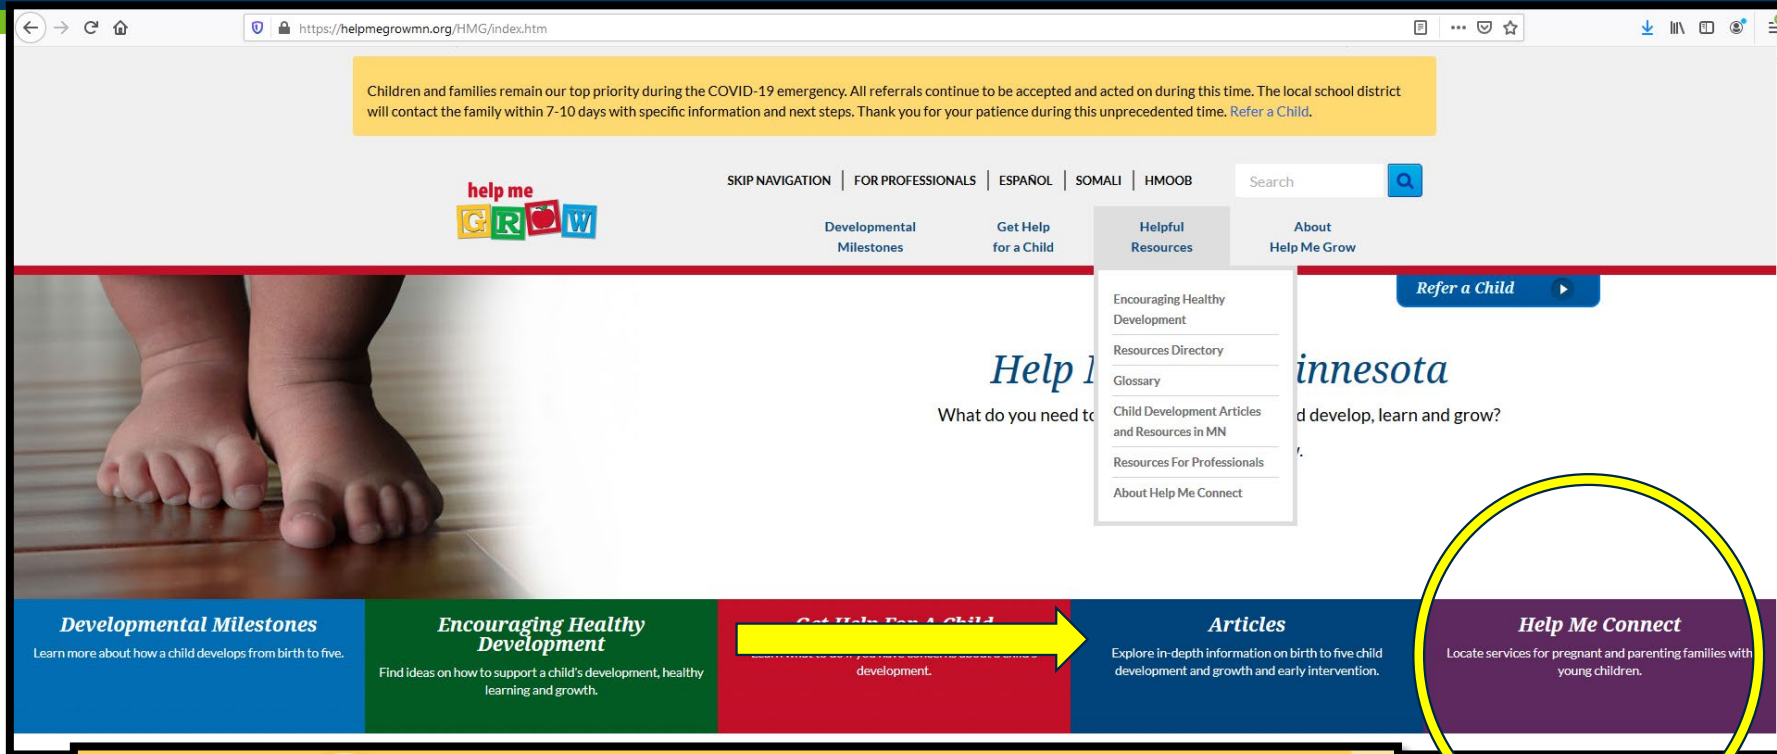 https://helpmegrowmn.org/HMG/index.htm
Children and families remain our top priority during the COVID-19 emergency. All referrals continue to be accepted and acted on during this time. The local school district
will contact the family within 7-10 days with specific information and next steps. Thank you for your patience during this unprecedented time. Refer a Child.
help me
GROW
SKIP NAVIGATION | FOR PROFESSIONALS | ESPAÑOL | SOMALI | HMOOB
Search
Developmental
Milestones
Get Help
for a Child
Helpful
Resources
About
Help Me Grow
Encouraging Healthy
Development
Resources Directory
Glossary
Child Development Articles
and Resources in MN
Resources For Professionals
About Help Me Connect
Refer a Child
Help innesota
What do you need d develop, learn and grow?
Developmental Milestones
Learn more about how a child develops from birth to five.
Encouraging Healthy
Development
Find ideas on how to support a child's development, healthy
learning and growth.
Get Help For A Child
development.
Articles
Explore in-depth information on birth to five child
development and growth and early intervention.
Help Me Connect
Locate services for pregnant and parenting families with
young children.